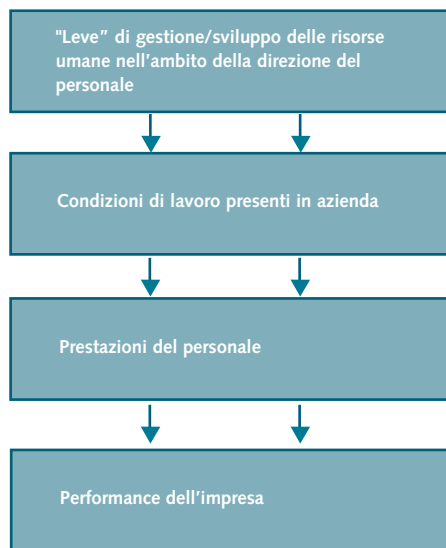 "Leve” di gestione/sviluppo delle risorse
umane nell’ambito della direzione del
personale
Condizioni di lavoro presenti in azienda
Prestazioni del personale
Performance dell’impresa